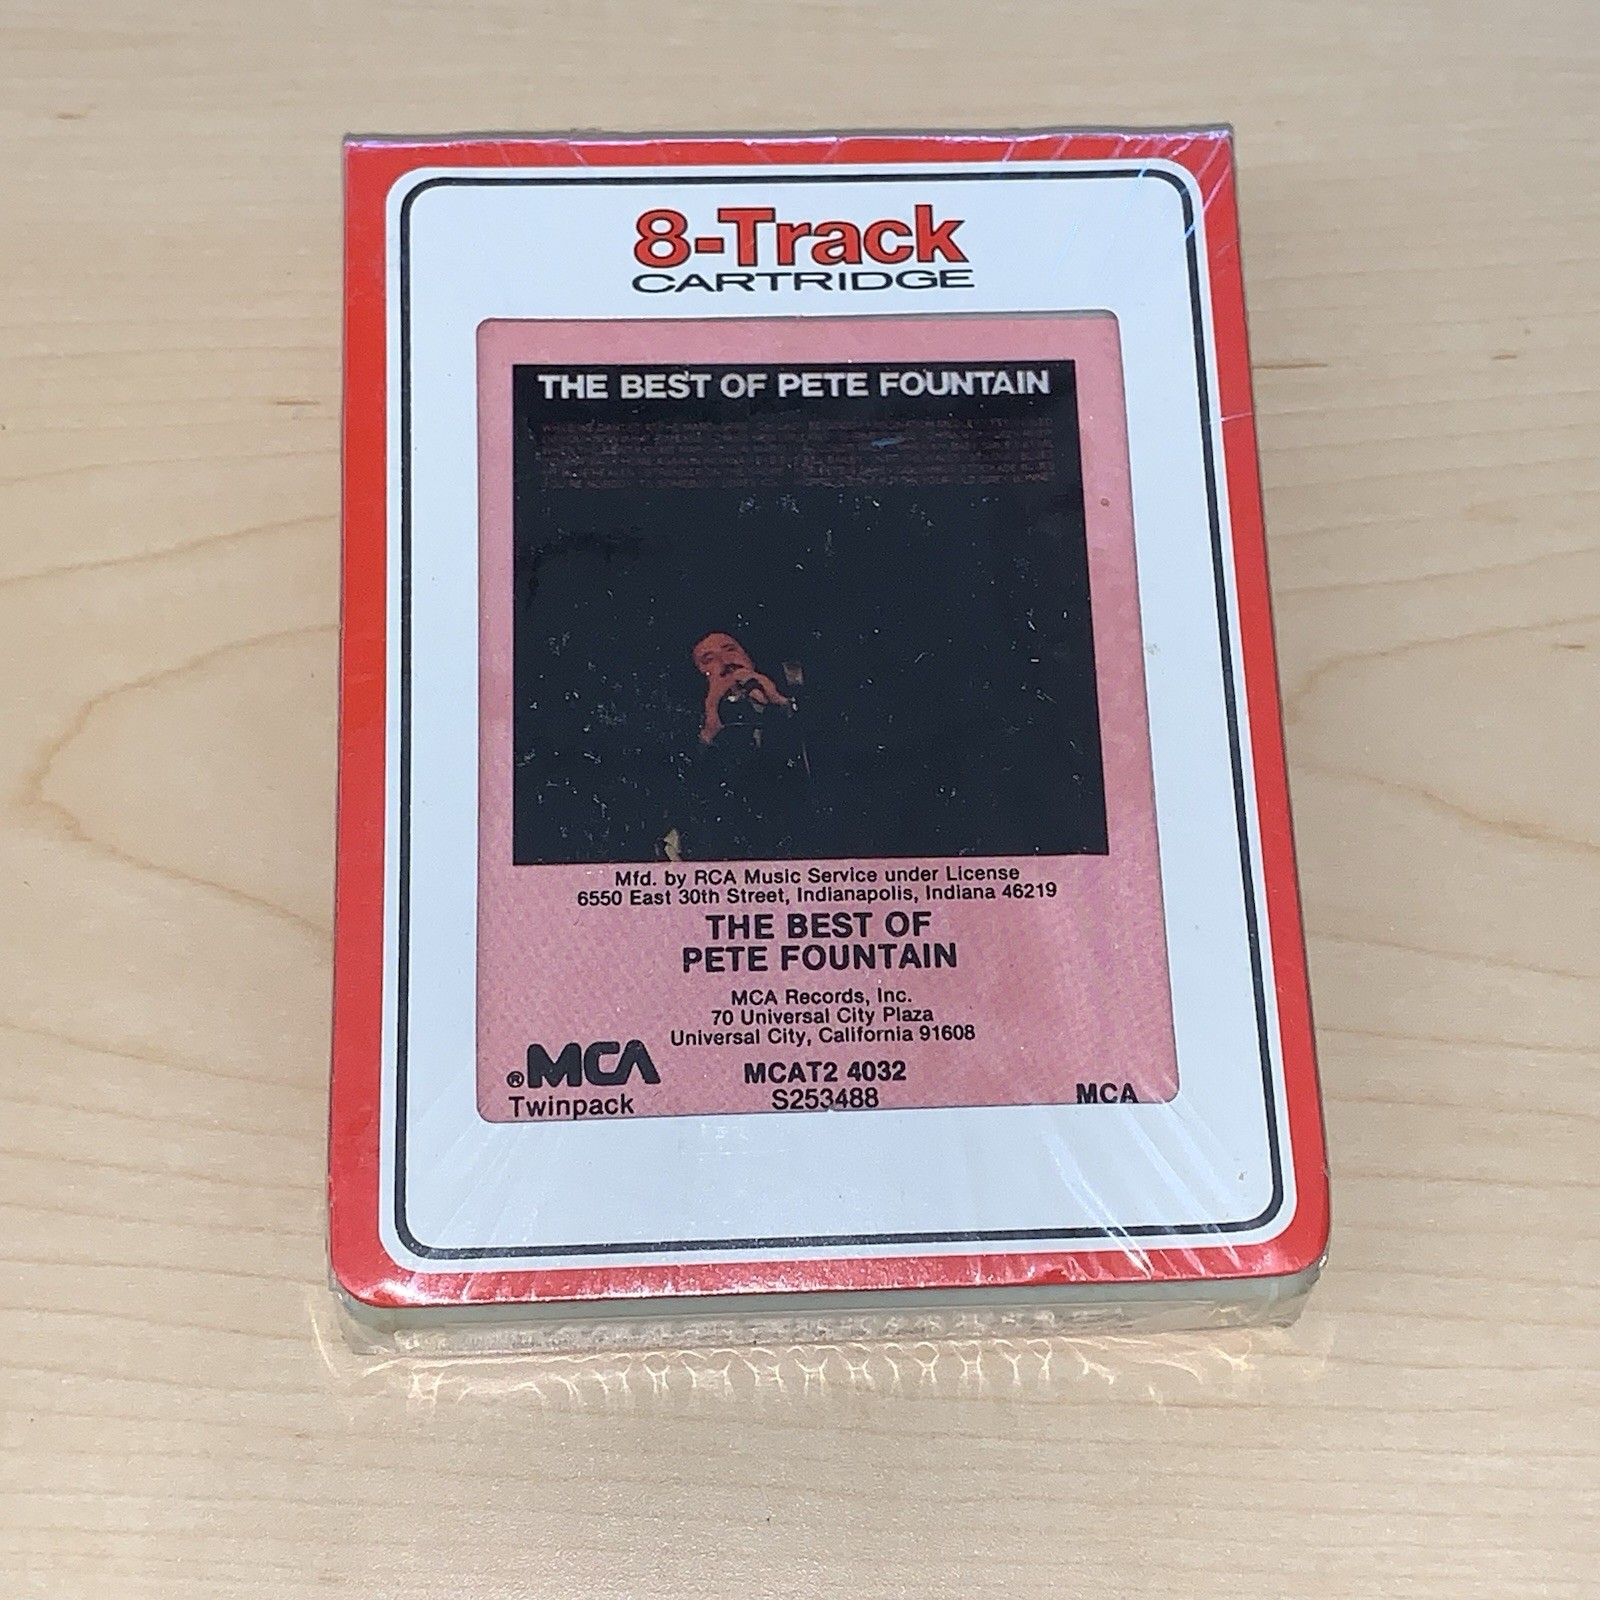 8-Track
CARTRIDGE
THE BEST OF PETE FOUNTAIN
Mfd. by RCA Music Service under License
6550 East 30th Street, Indianapolis, Indiana 46219
THE BEST OF
PETE FOUNTAIN
MCA Records, Inc.
70 Universal City Plaza
Universal City, California 91608
®MCA
MCAT2 4032
Twinpack
S253488
MCA